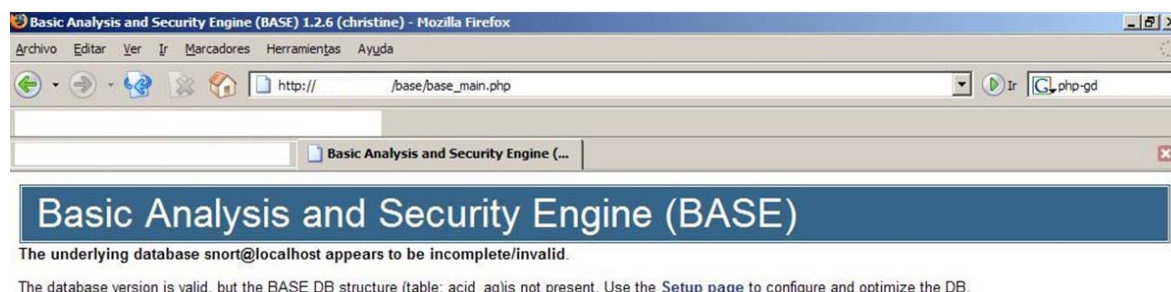 Basic Analysis and Security Engine (BASE) 1.2.6 (christine) - Mozilla Firefox
Archivo Editar Ver Ir Marcadores Herramientas Ayuda
http:// /base/base_main.php Ir php-gd
Basic Analysis and Security Engine (...
Basic Analysis and Security Engine (BASE)
The underlying database snort@localhost appears to be incomplete/invalid.
The database version is valid, but the BASE DB structure (table: acid_ag)is not present. Use the Setup page to configure and optimize the DB.